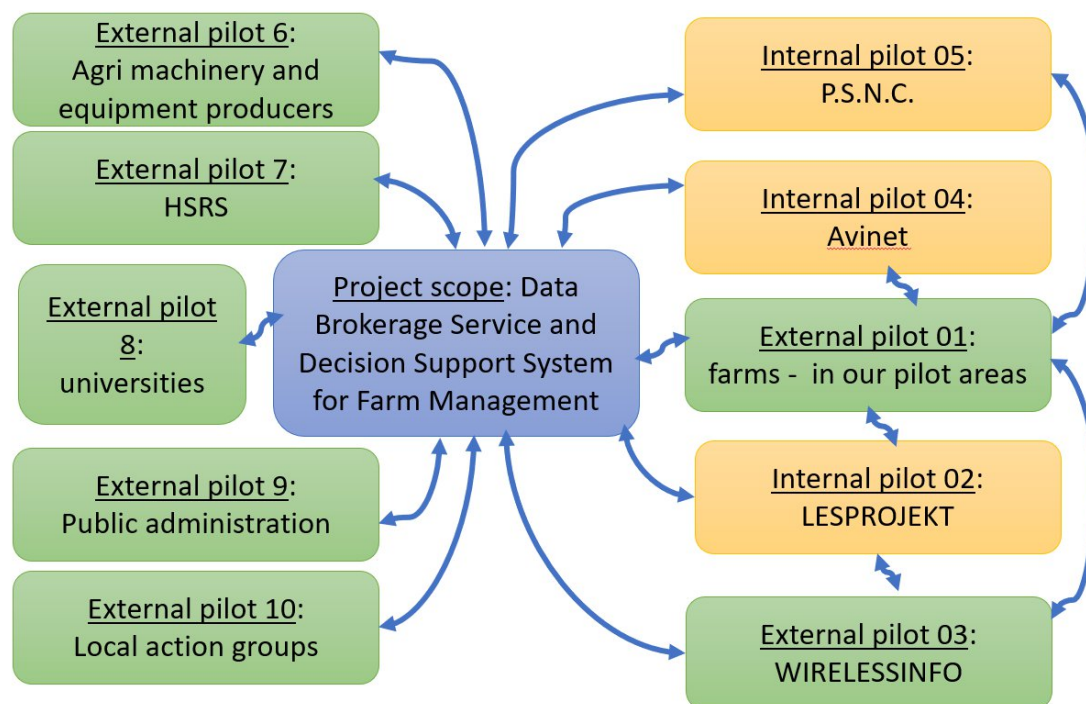 External pilot 6:
Agri machinery and
equipment producers
External pilot 7:
HSRS
External pilot
8:
universities
External pilot 9:
Public administration
External pilot 10:
Local action groups
Project scope: Data
Brokerage Service and
Decision Support System
for Farm Management
Internal pilot 05:
P.S.N.C.
Internal pilot 04:
Avinet
External pilot 01:
farms - in our pilot areas
Internal pilot 02:
LESPROJEKT
External pilot 03:
WIRELESSINFO